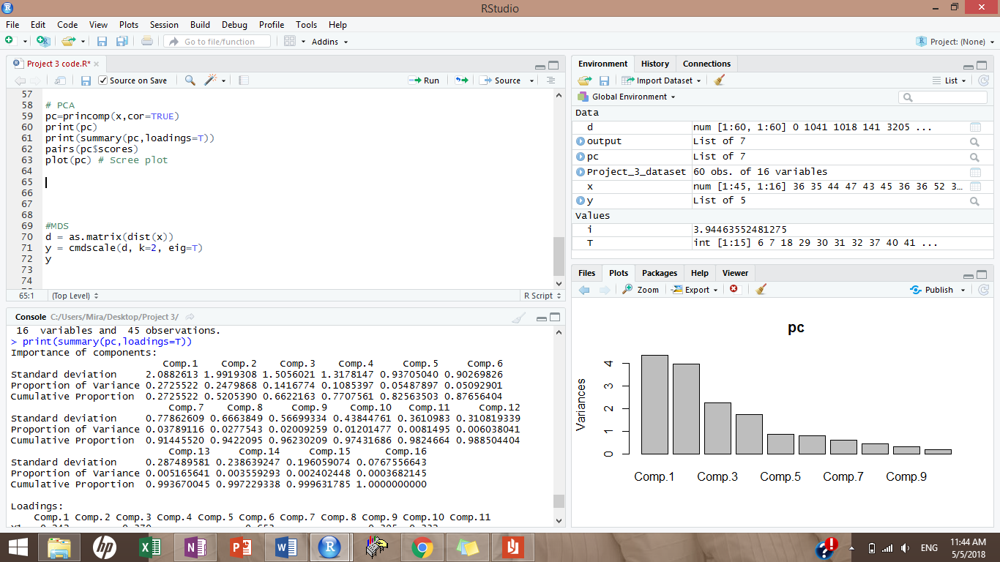 RStudio
File Edit Code View Plots Session Build Debug Profile Tools Help
Go to file/function Addins Project: (None)
Project 3 code.R*
Source on Save Run Source
57
58 # PCA
59 pc=princomp(x,cor=TRUE)
60 print(pc)
61 print(summary(pc,loadings=T))
62 pairs(pc$scores)
63 plot(pc) # Scree plot
64
65
66
67
68
69 #MDS
70 d = as.matrix(dist(x))
71 y = cmdscale(d, k=2, eig=T)
72 y
73
74
65:1 (Top Level) R Script
Console C:/Users/Mira/Desktop/Project 3/
16 variables and 45 observations.
> print(summary(pc,loadings=T))
Importance of components:
Comp.1 Comp.2 Comp.3 Comp.4 Comp.5 Comp.6
Standard deviation 2.0882613 1.9919308 1.5056021 1.3178147 0.93705040 0.90269826
Proportion of Variance 0.2725522 0.2479868 0.1416774 0.1085397 0.05487897 0.05092901
Cumulative Proportion 0.2725522 0.5205390 0.6622163 0.7707561 0.82563503 0.87656404
Comp.7 Comp.8 Comp.9 Comp.10 Comp.11 Comp.12
Standard deviation 0.77862609 0.6663849 0.56699334 0.43844761 0.3610983 0.310819339
Proportion of Variance 0.03789116 0.0277543 0.02009259 0.01201477 0.0081495 0.006038041
Cumulative Proportion 0.91445520 0.9422095 0.96230209 0.97431686 0.9824664 0.988504404
Comp.13 Comp.14 Comp.15 Comp.16
Standard deviation 0.287489581 0.238639247 0.196059074 0.0767556643
Proportion of Variance 0.005165641 0.003559293 0.002402448 0.0003682145
Cumulative Proportion 0.993670045 0.997229338 0.999631785 1.0000000000
Loadings:
Comp.1 Comp.2 Comp.3 Comp.4 Comp.5 Comp.6 Comp.7 Comp.8 Comp.9 Comp.10 Comp.11
Environment History Connections
Import Dataset List
Global Environment
Data
d num [1:60, 1:60] 0 1041 1018 141 3205 ...
output List of 7
pc List of 7
Project_3_dataset 60 obs. of 16 variables
x num [1:45, 1:16] 36 35 44 47 43 45 36 36 52 3...
y List of 5
Values
i 3.94463552481275
T int [1:15] 6 7 18 29 30 31 32 37 40 41 ...
Files Plots Packages Help Viewer
Zoom Export Publish
pc
Variances
0 1 2 3 4
Comp.1 Comp.3 Comp.5 Comp.7 Comp.9
hp
ENG
11:44 AM
5/5/2018